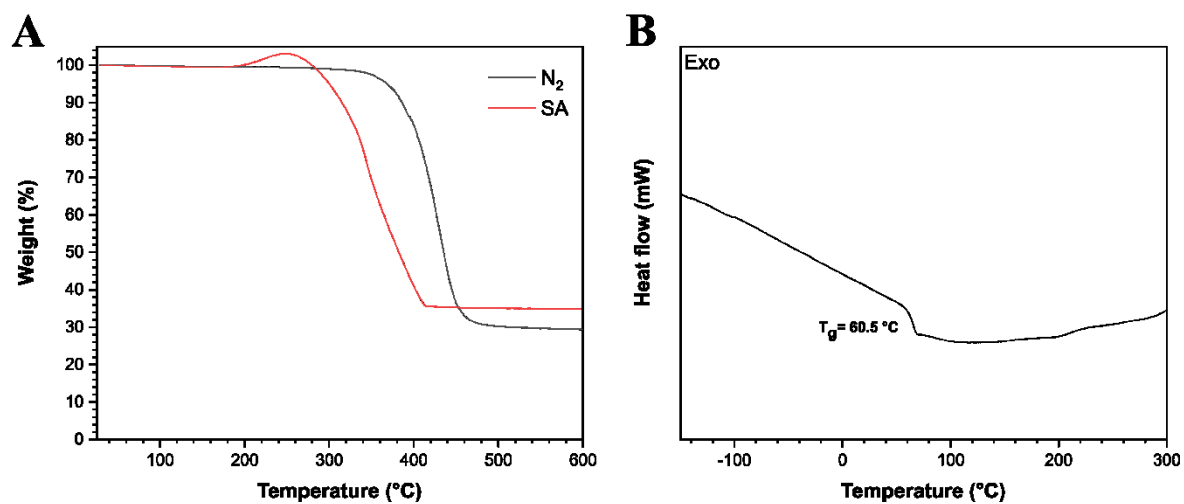 A
Weight (%)
100
90
80
70
60
50
40
30
20
10
0
N₂
SA
100
200
300
400
500
600
Temperature (°C)
B
Heat flow (mW)
Exo
T_g= 60.5 °C
-100
0
100
200
300
Temperature (°C)